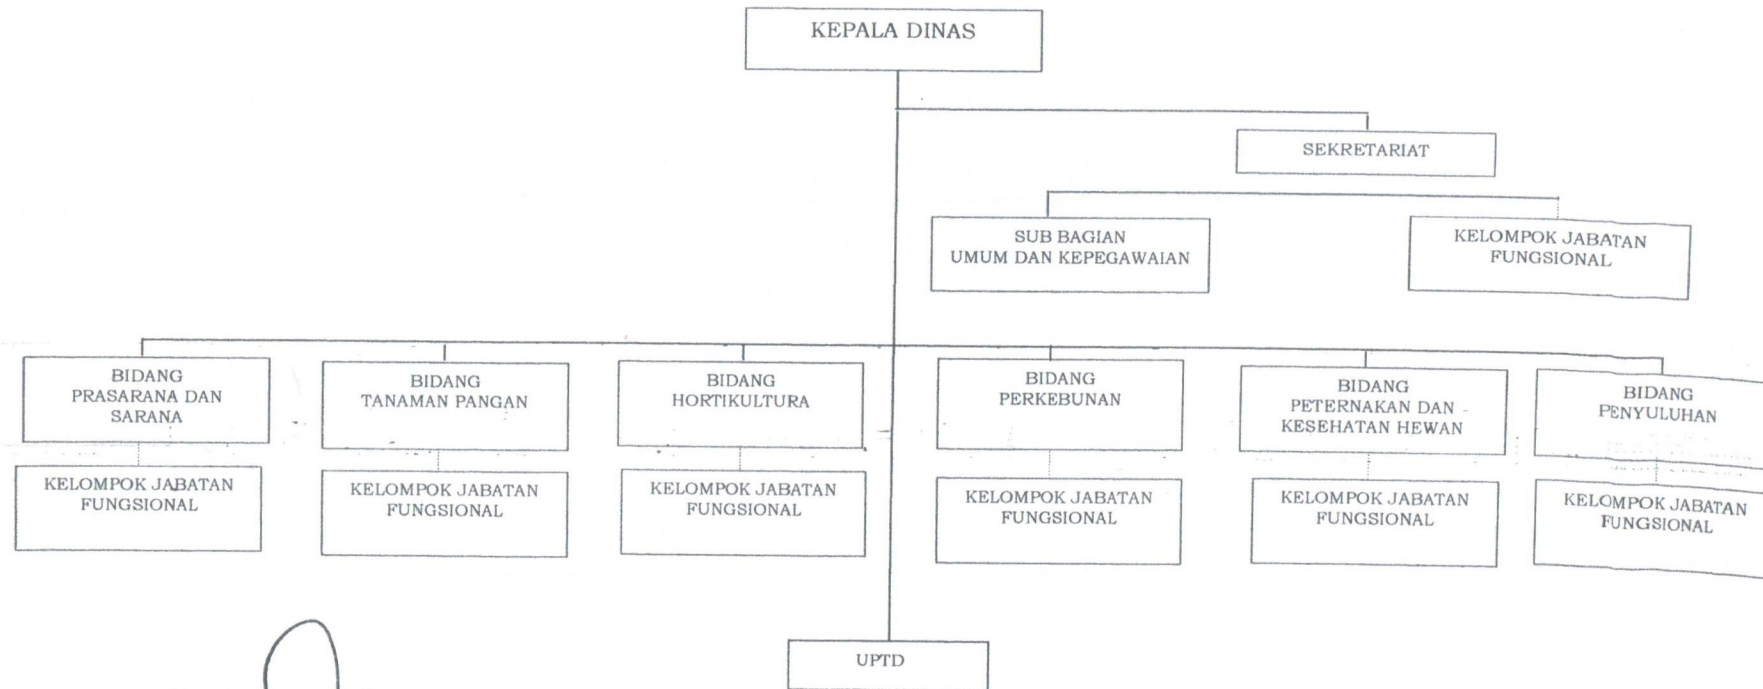 KEPALA DINAS
SEKRETARIAT
SUB BAGIAN
UMUM DAN KEPEGAWAIAN
KELOMPOK JABATAN
FUNGSIONAL
BIDANG
PRASARANA DAN
SARANA
BIDANG
TANAMAN PANGAN
BIDANG
HORTIKULTURA
BIDANG
PERKEBUNAN
BIDANG
PETERNAKAN DAN
KESEHATAN HEWAN
BIDANG
PENYULUHAN
KELOMPOK JABATAN
FUNGSIONAL
KELOMPOK JABATAN
FUNGSIONAL
KELOMPOK JABATAN
FUNGSIONAL
KELOMPOK JABATAN
FUNGSIONAL
KELOMPOK JABATAN
FUNGSIONAL
KELOMPOK JABATAN
FUNGSIONAL
UPTD